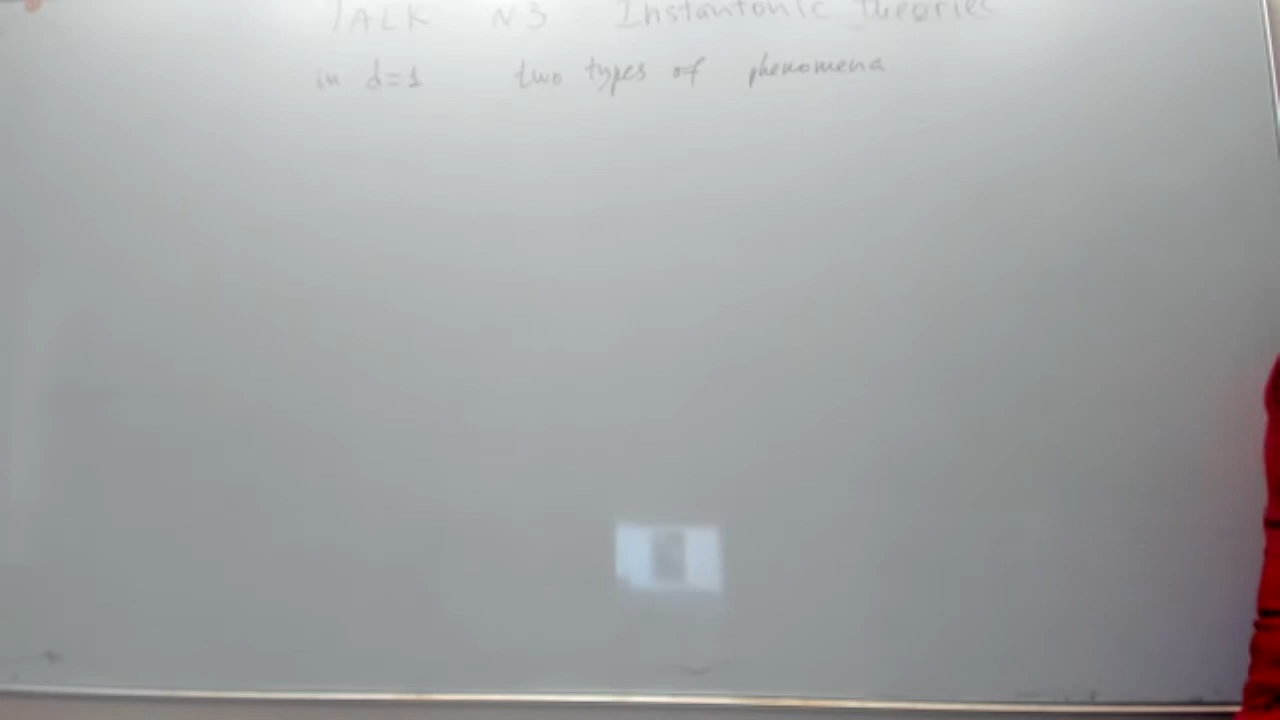 TALK N3 Instantonic Theories
in d=1 two types of phenomena